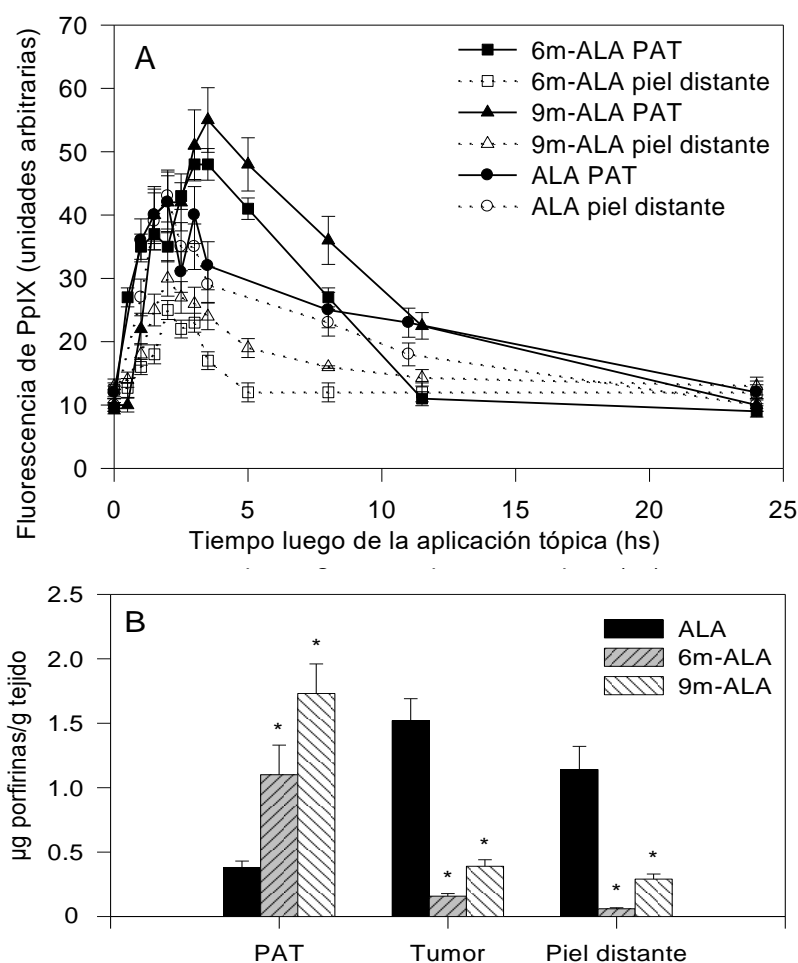 A
70
60
50
40
30
20
10
0
Fluorescencia de PpIX (unidades arbitrarias)
6m-ALA PAT
6m-ALA piel distante
9m-ALA PAT
9m-ALA piel distante
ALA PAT
ALA piel distante
0 5 10 15 20 25
Tiempo luego de la aplicación tópica (hs)
B
2.5
2.0
1.5
1.0
0.5
0
µg porfirinas/g tejido
ALA
6m-ALA
9m-ALA
* *
* *
* *
PAT Tumor Piel distante